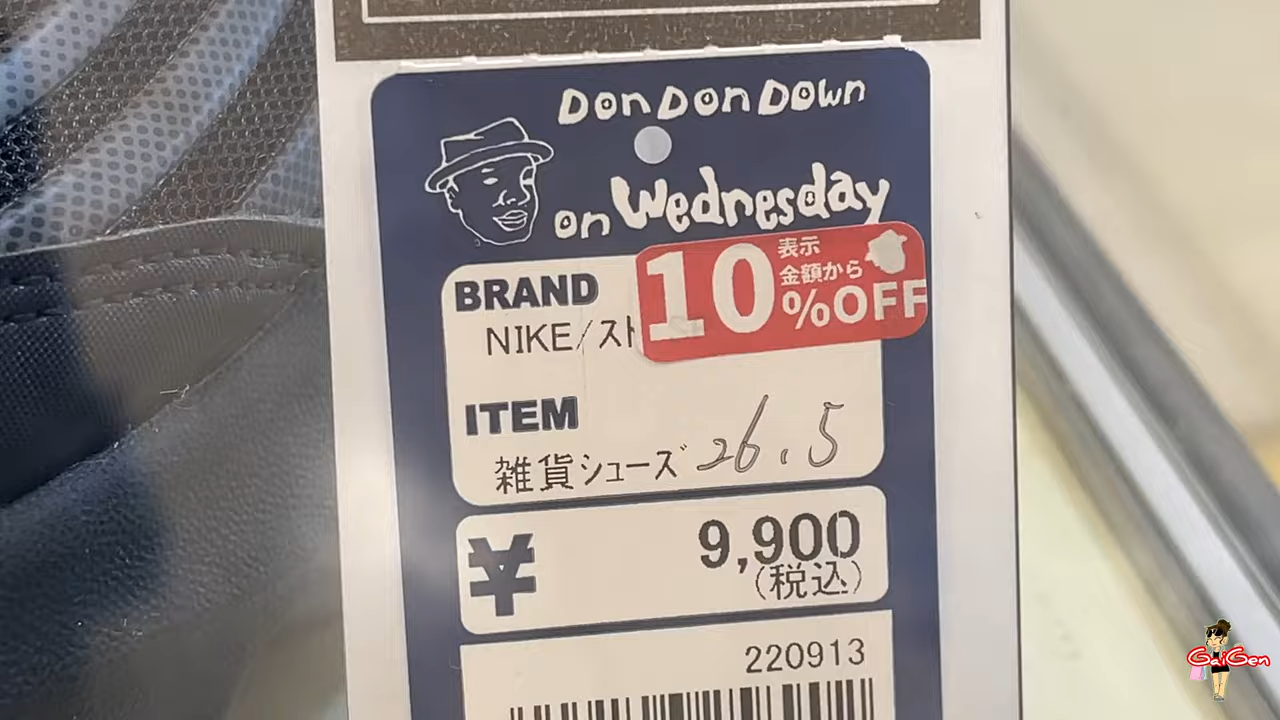 Don Don Down
on Wednesday
BRAND
NIKE/スト
10%OFF
表示
金額から
ITEM
雑貨シューズ 26.5
¥ 9,900
(税込)
220913
GaiGen